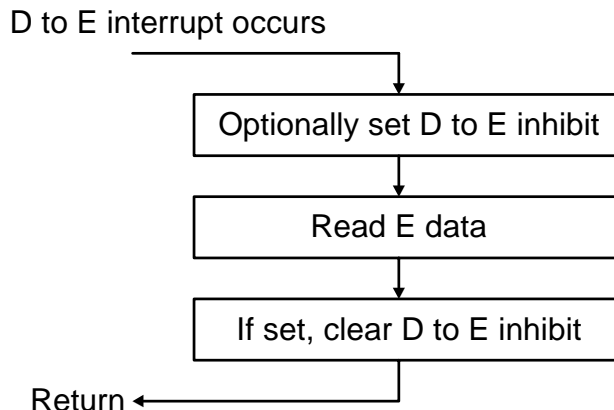 D to E interrupt occurs
Optionally set D to E inhibit
Read E data
If set, clear D to E inhibit
Return